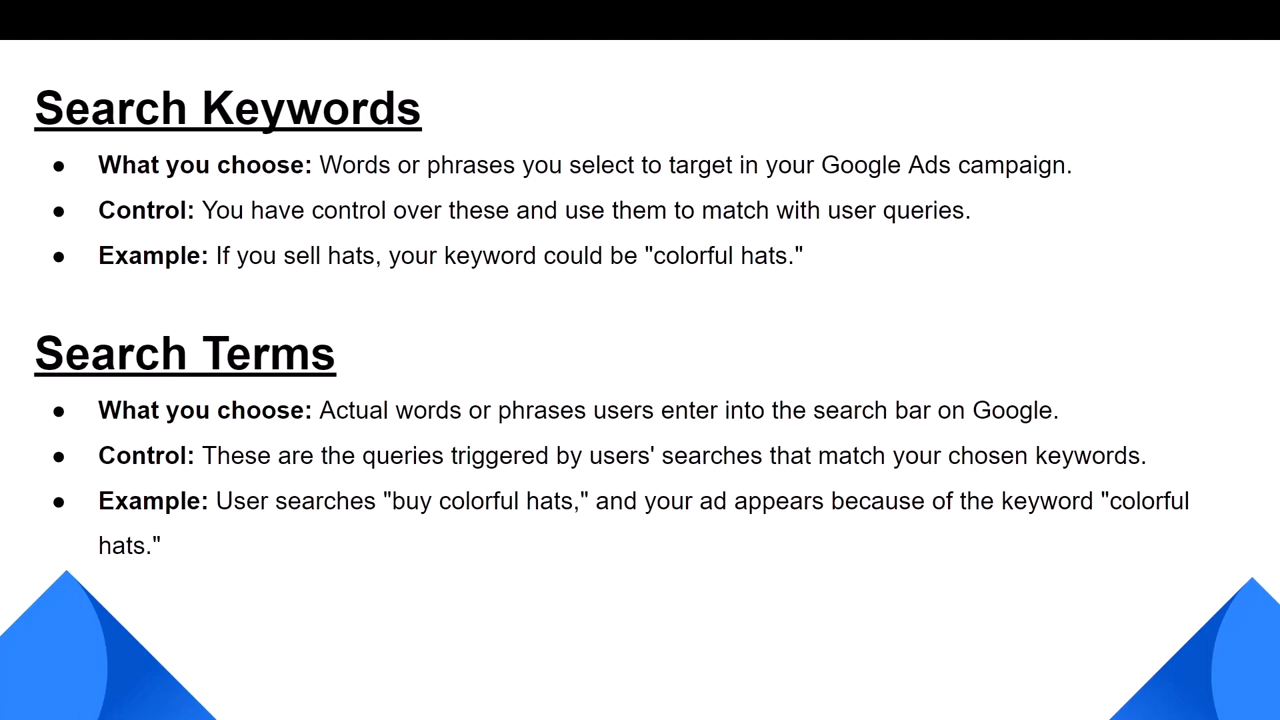 Search Keywords
● What you choose: Words or phrases you select to target in your Google Ads campaign.
● Control: You have control over these and use them to match with user queries.
● Example: If you sell hats, your keyword could be "colorful hats."
Search Terms
● What you choose: Actual words or phrases users enter into the search bar on Google.
● Control: These are the queries triggered by users' searches that match your chosen keywords.
● Example: User searches "buy colorful hats," and your ad appears because of the keyword "colorful
hats."